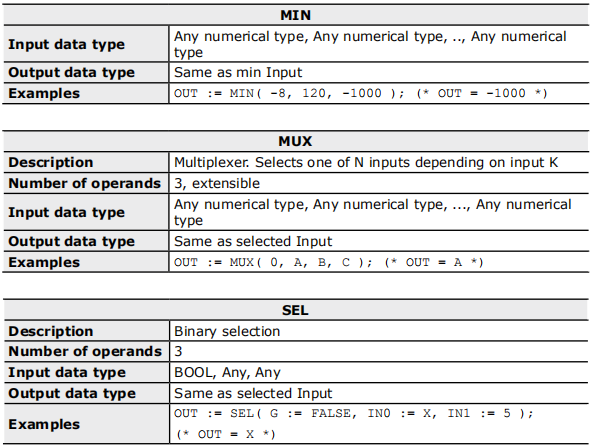 MIN
Input data type Any numerical type, Any numerical type, .., Any numerical
type
Output data type Same as min Input
Examples OUT := MIN( -8, 120, -1000 ); (* OUT = -1000 *)
MUX
Description Multiplexer. Selects one of N inputs depending on input K
Number of operands 3, extensible
Input data type Any numerical type, Any numerical type, ..., Any numerical
type
Output data type Same as selected Input
Examples OUT := MUX( 0, A, B, C ); (* OUT = A *)
SEL
Description Binary selection
Number of operands 3
Input data type BOOL, Any, Any
Output data type Same as selected Input
Examples OUT := SEL( G := FALSE, IN0 := X, IN1 := 5 );
(* OUT = X *)